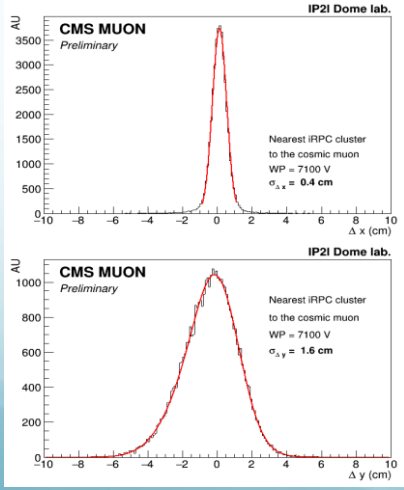 IP2I Dome lab.
AU
CMS MUON
Preliminary
3500
3000
2500
2000
1500
1000
500
0
Nearest iRPC cluster
to the cosmic muon
WP = 7100 V
σΔ x = 0.4 cm
−10 −8 −6 −4 −2 0 2 4 6 8 10
Δ x (cm)
IP2I Dome lab.
AU
CMS MUON
Preliminary
1000
800
600
400
200
0
Nearest iRPC cluster
to the cosmic muon
WP = 7100 V
σΔ y = 1.6 cm
−10 −8 −6 −4 −2 0 2 4 6 8 10
Δ y (cm)